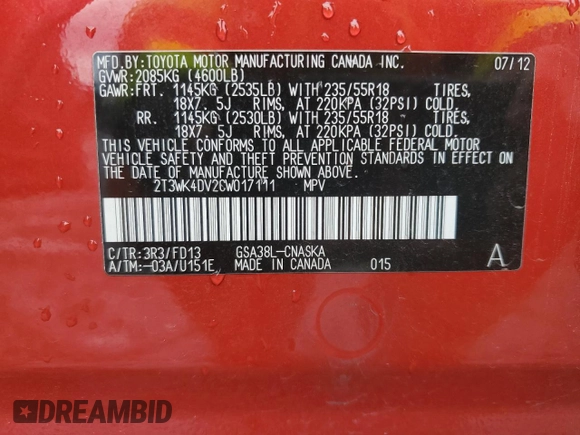 MFD.BY:TOYOTA MOTOR MANUFACTURING CANADA INC. 07/12
GVWR:2085KG (4600LB)
GAWR:FRT. 1145KG (2535LB) WITH 235/55R18 TIRES,
18X7.5J RIMS, AT 220KPA (32PSI) COLD.
RR. 1145KG (2530LB) WITH 235/55R18 TIRES,
18X7.5J RIMS, AT 220KPA (32PSI) COLD.
THIS VEHICLE CONFORMS TO ALL APPLICABLE FEDERAL MOTOR
VEHICLE SAFETY AND THEFT PREVENTION STANDARDS IN EFFECT ON
THE DATE OF MANUFACTURE SHOWN ABOVE.
2T3WK4DV2CW017111 MPV
C/TR:3R3/FD13 GSA38L-CNASKA
A/TM:-03A/U151F MADE IN CANADA 015 A
DREAMBID